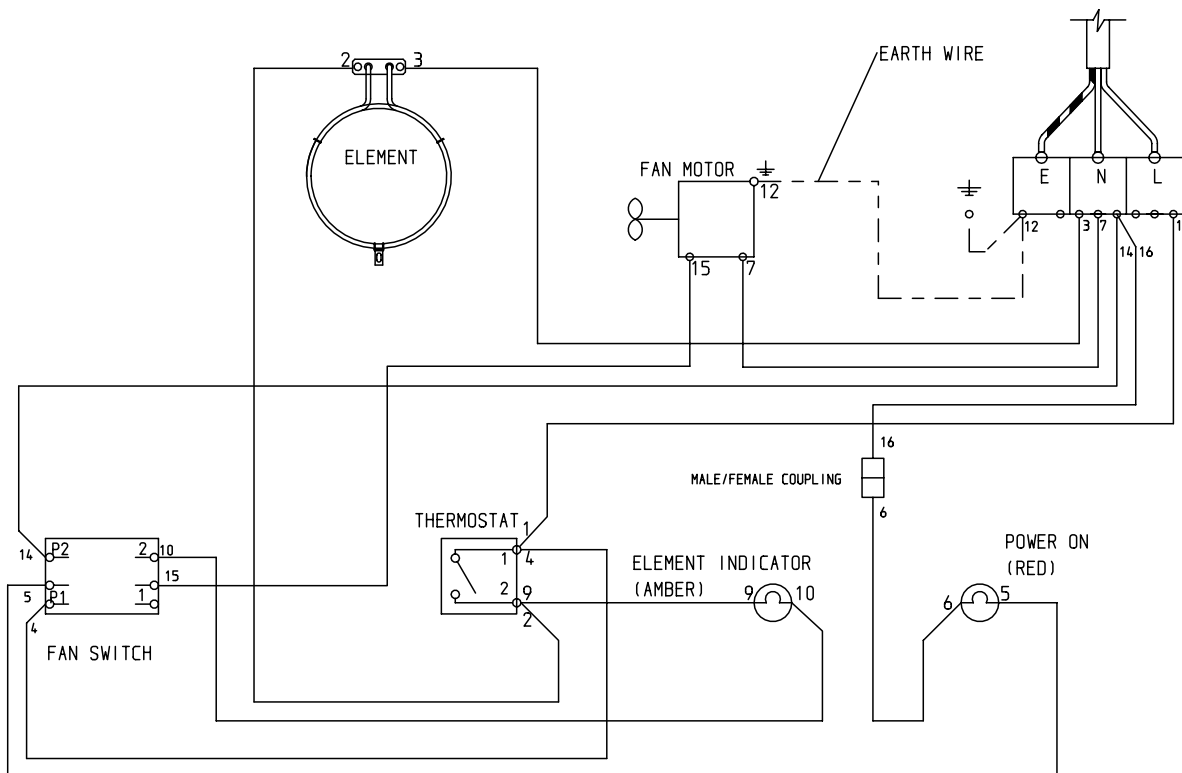 EARTH WIRE
2 3
ELEMENT
FAN MOTOR
12
E N L
12 3 7 1
14 16
15 7
16
MALE/FEMALE COUPLING
6
THERMOSTAT 1
14 P2 2 10
1 4
POWER ON
(RED)
ELEMENT INDICATOR
(AMBER)
15
5 P1 1
2 9
9 10
6 5
4
2
FAN SWITCH